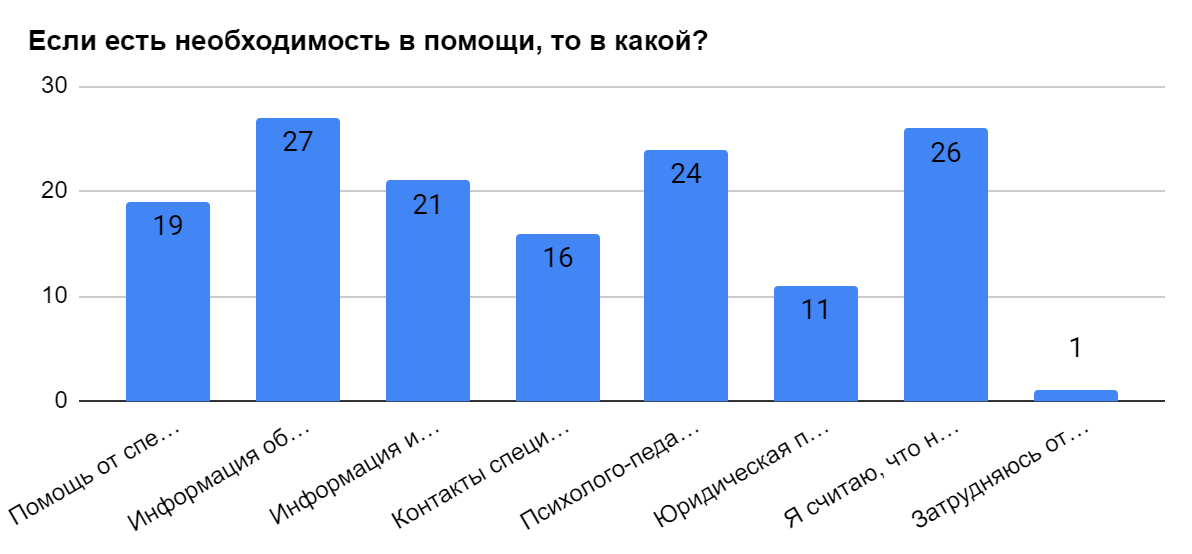 Если есть необходимость в помощи, то в какой?
30
20
10
0
19
27
21
16
24
11
26
1
Помощь от спе…
Информация об…
Информация и…
Контакты специ…
Психолого-педа…
Юридическая п…
Я считаю, что н…
Затрудняюсь от…